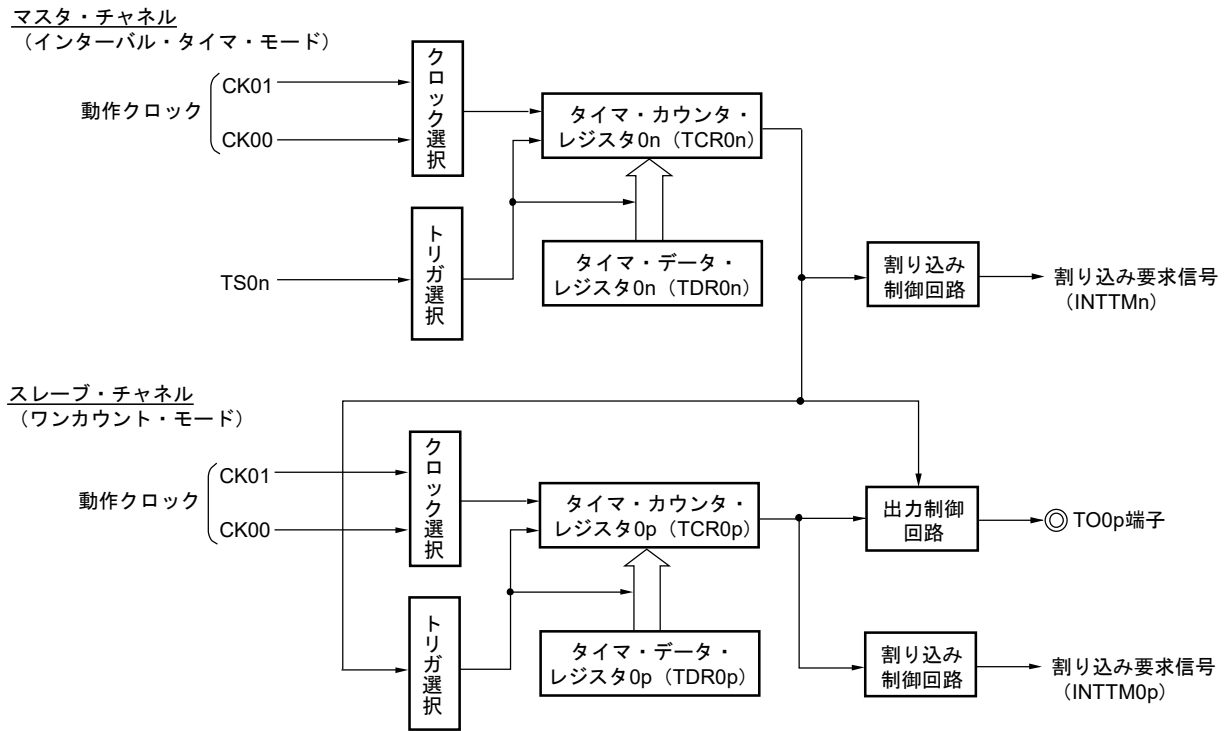 マスタ・チャネル
（インターバル・タイマ・モード）
動作クロック
CK01
CK00
クロック選択
タイマ・カウンタ・
レジスタ0n（TCR0n）
TS0n
トリガ選択
タイマ・データ・
レジスタ0n（TDR0n）
割り込み
制御回路
割り込み要求信号
（INTTMn）
スレーブ・チャネル
（ワンカウント・モード）
動作クロック
CK01
CK00
クロック選択
タイマ・カウンタ・
レジスタ0p（TCR0p）
出力制御
回路
TO0p端子
トリガ選択
タイマ・データ・
レジスタ0p（TDR0p）
割り込み
制御回路
割り込み要求信号
（INTTM0p）